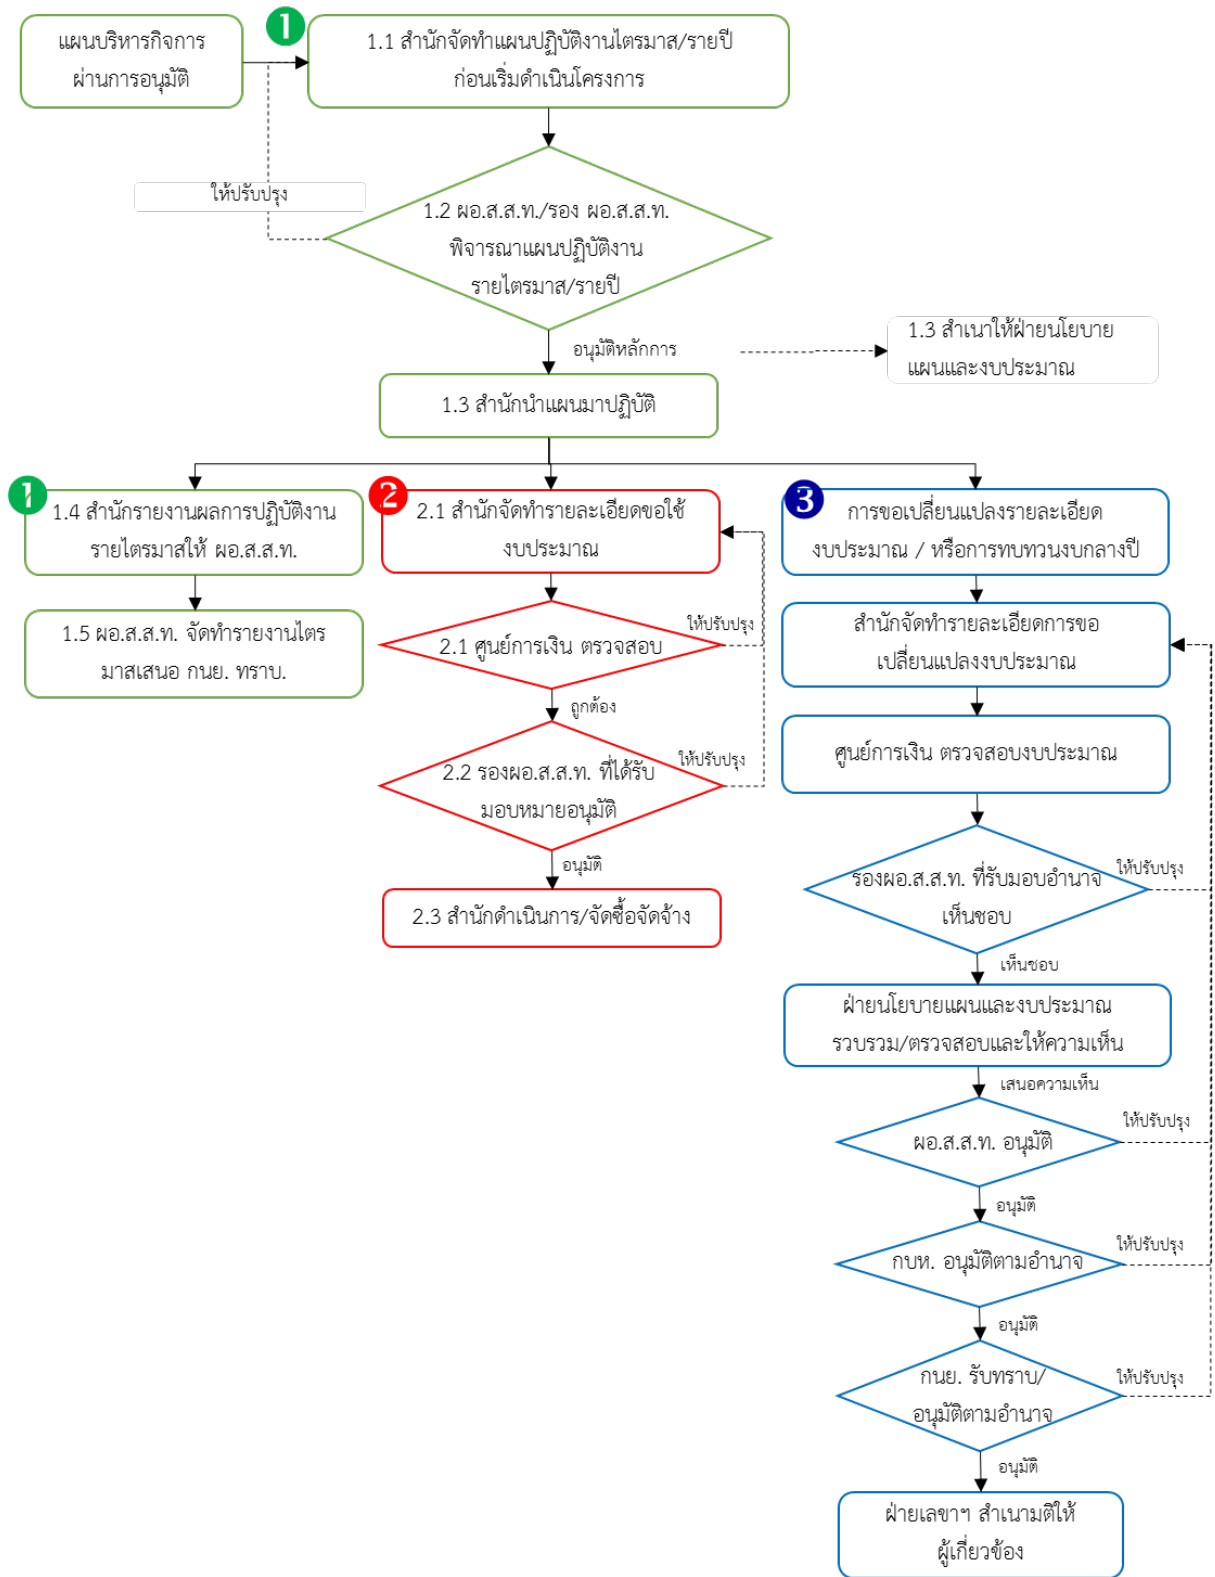 แผนบริหารกิจการ
ผ่านการอนุมัติ
1
1.1 สำนักจัดทำแผนปฏิบัติงานไตรมาส/รายปี
ก่อนเริ่มดำเนินโครงการ
ให้ปรับปรุง
1.2 ผอ.ส.ส.ท./รอง ผอ.ส.ส.ท.
พิจารณาแผนปฏิบัติงาน
รายไตรมาส/รายปี
อนุมัติหลักการ
1.3 สำเนาให้ฝ่ายนโยบาย
แผนและงบประมาณ
1.3 สำนักนำแผนมาปฏิบัติ
1
1.4 สำนักรายงานผลการปฏิบัติงาน
รายไตรมาสให้ ผอ.ส.ส.ท.
1.5 ผอ.ส.ส.ท. จัดทำรายงานไตร
มาสเสนอ กนย. ทราบ.
2
2.1 สำนักจัดทำรายละเอียดขอใช้
งบประมาณ
ให้ปรับปรุง
2.1 ศูนย์การเงิน ตรวจสอบ
ถูกต้อง
ให้ปรับปรุง
2.2 รองผอ.ส.ส.ท. ที่ได้รับ
มอบหมายอนุมัติ
อนุมัติ
2.3 สำนักดำเนินการ/จัดซื้อจัดจ้าง
3
การขอเปลี่ยนแปลงรายละเอียด
งบประมาณ / หรือการทบทวนงบกลางปี
สำนักจัดทำรายละเอียดการขอ
เปลี่ยนแปลงงบประมาณ
ศูนย์การเงิน ตรวจสอบงบประมาณ
รองผอ.ส.ส.ท. ที่รับมอบอำนาจ
เห็นชอบ
ให้ปรับปรุง
เห็นชอบ
ฝ่ายนโยบายแผนและงบประมาณ
รวบรวม/ตรวจสอบและให้ความเห็น
เสนอความเห็น
ผอ.ส.ส.ท. อนุมัติ
ให้ปรับปรุง
อนุมัติ
กบห. อนุมัติตามอำนาจ
ให้ปรับปรุง
อนุมัติ
กนย. รับทราบ/
อนุมัติตามอำนาจ
ให้ปรับปรุง
อนุมัติ
ฝ่ายเลขาฯ สำเนามติให้
ผู้เกี่ยวข้อง